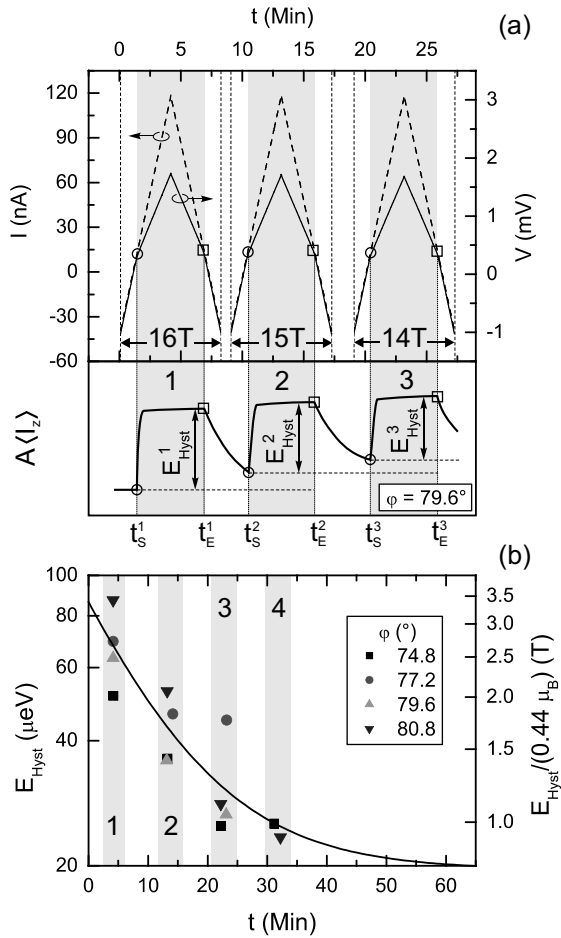 t (Min)
(a)
0 5 10 15 20 25
120
90
60
30
0
-30
-60
I (nA)
3
2
1
0
-1
V (mV)
16T 15T 14T
1 2 3
A⟨I_z⟩
E^1_Hyst E^2_Hyst E^3_Hyst
φ = 79.6°
t^1_S t^1_E t^2_S t^2_E t^3_S t^3_E
(b)
100
80
60
40
20
E_Hyst (μeV)
3.5
3.0
2.5
2.0
1.5
1.0
E_Hyst/(0.44 μ_B) (T)
3 4
1 2
φ (°)
74.8
77.2
79.6
80.8
0 10 20 30 40 50 60
t (Min)